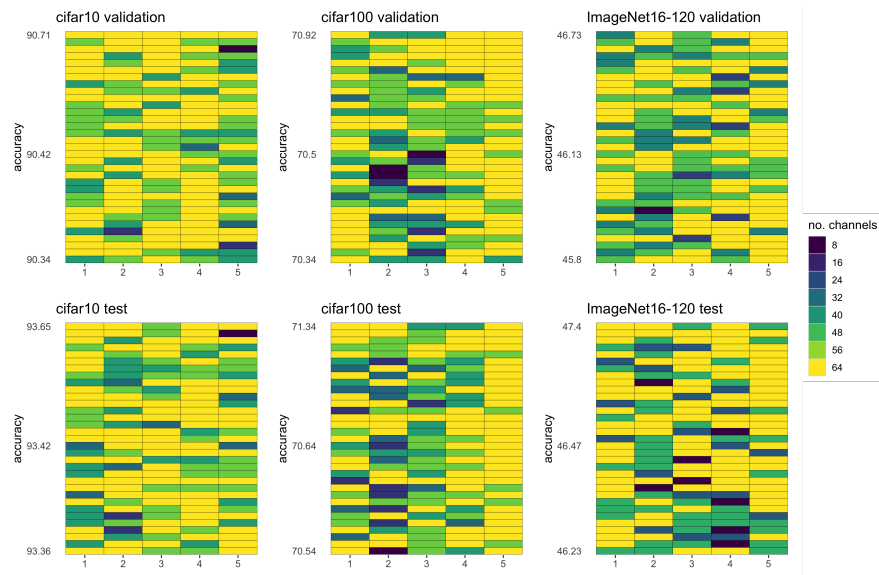 cifar10 validation
90.71
90.42
90.34
accuracy
1 2 3 4 5
cifar100 validation
70.92
70.5
70.34
accuracy
1 2 3 4 5
ImageNet16-120 validation
46.73
46.13
45.8
accuracy
1 2 3 4 5
cifar10 test
93.65
93.42
93.36
accuracy
1 2 3 4 5
cifar100 test
71.34
70.64
70.54
accuracy
1 2 3 4 5
ImageNet16-120 test
47.4
46.47
46.23
accuracy
1 2 3 4 5
no. channels
8
16
24
32
40
48
56
64